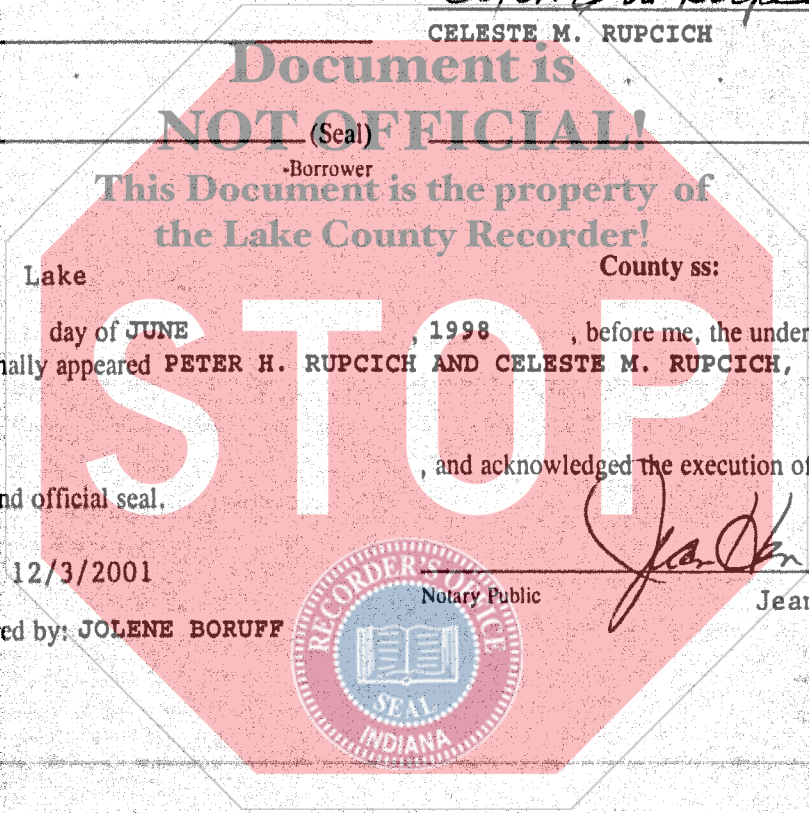 CELESTE M. RUPCICH
Document is
NOT OFFICIAL!
(Seal)
-Borrower
This Document is the property of
the Lake County Recorder!
Lake County ss:
day of JUNE , 1998 , before me, the under
nally appeared PETER H. RUPCICH AND CELESTE M. RUPCICH,
STOP
, and acknowledged the execution of
nd official seal.
12/3/2001
Notary Public
Jean
ed by: JOLENE BORUFF
RECORDER'S OFFICE
SEAL
INDIANA